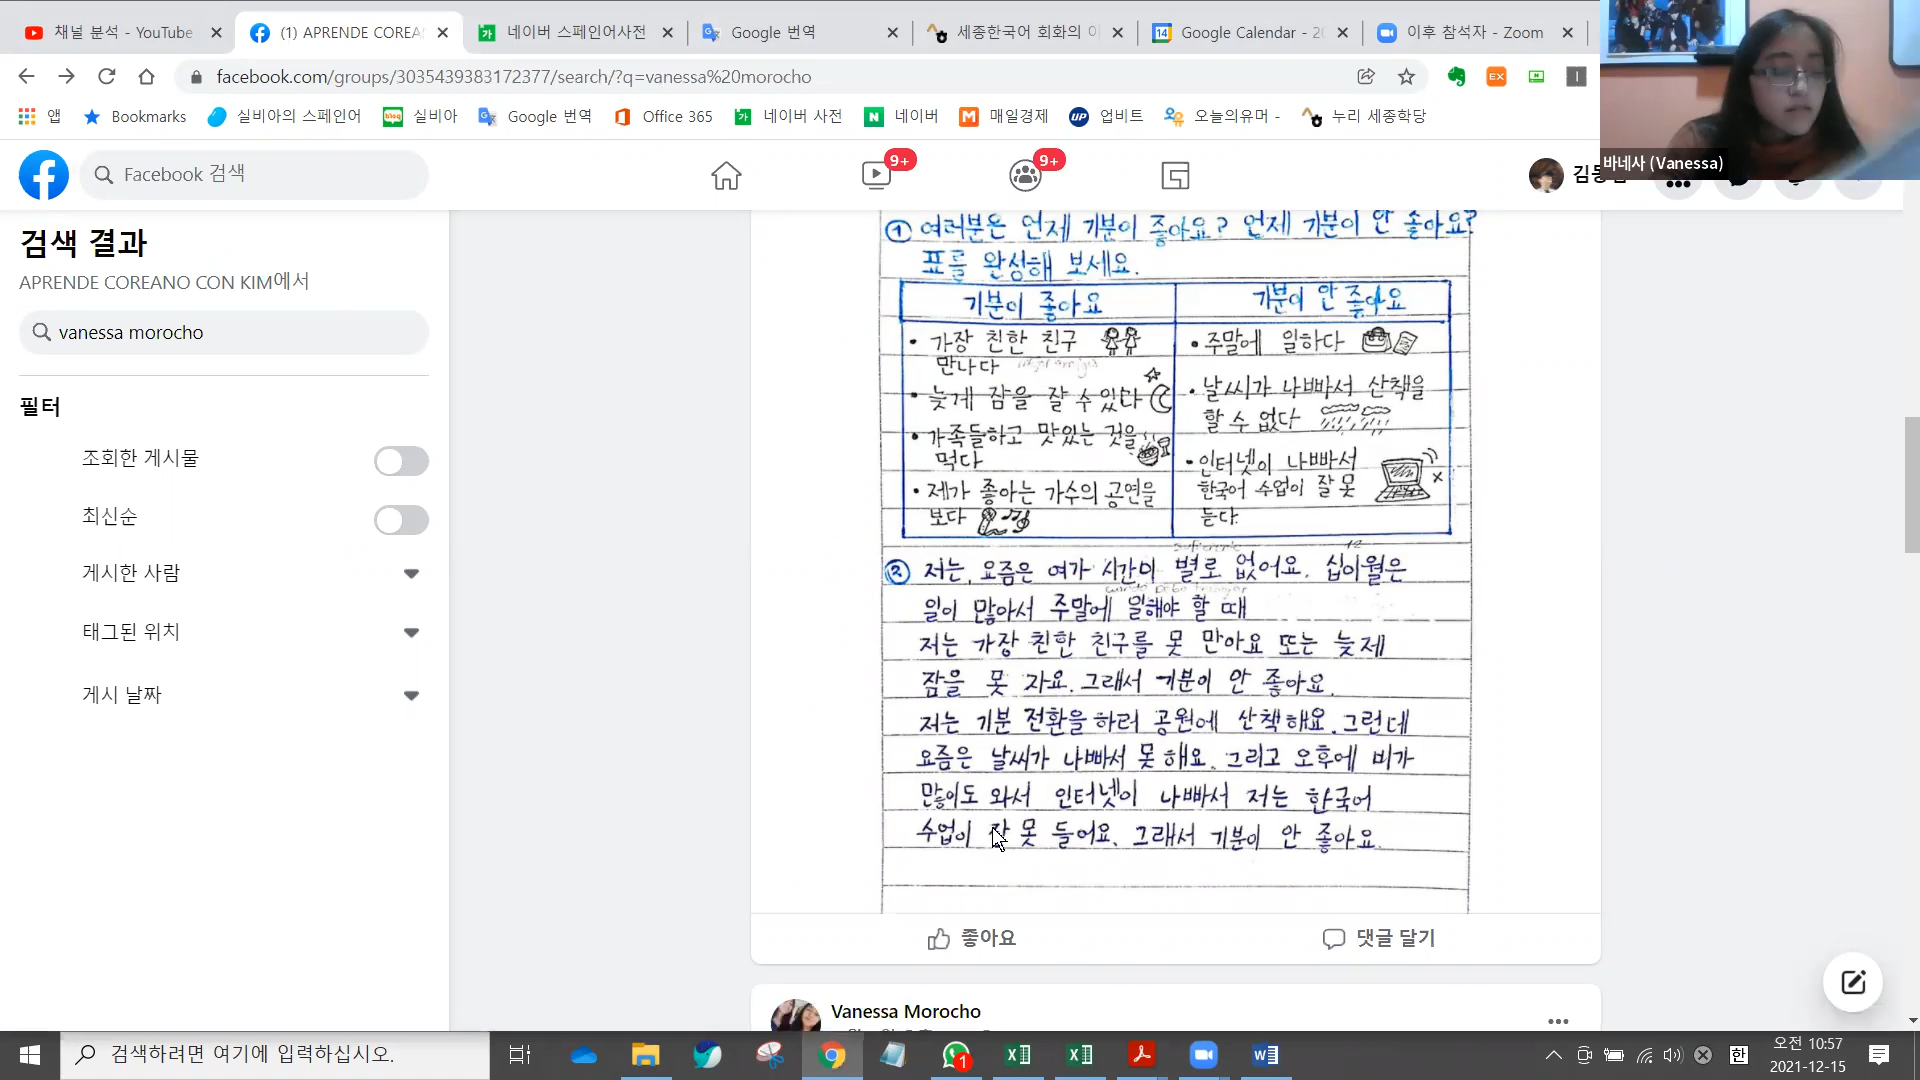 채널 분석 - YouTube
(1) APRENDE COREA
네이버 스페인어사전
Google 번역
세종한국어 회화의 이
Google Calendar - 20
이후 참석자 - Zoom
facebook.com/groups/3035439383172377/search/?q=vanessa%20morocho
앱
Bookmarks
실비아의 스페인어
실비아
Google 번역
Office 365
네이버 사전
네이버
매일경제
업비트
오늘의유머 -
누리 세종학당
바네사 (Vanessa)
Facebook 검색
9+
9+
검색 결과
APRENDE COREANO CON KIM에서
vanessa morocho
필터
조회한 게시물
최신순
게시한 사람
태그된 위치
게시 날짜
① 여러분은 언제 기분이 좋아요? 언제 기분이 안 좋아요?
표를 완성해 보세요.
기분이 좋아요
기분이 안 좋아요
• 가장 친한 친구
만나다
• 늦게 잠을 잘 수 있다
• 가족들하고 맛있는 것을
먹다
• 제가 좋아는 가수의 공연을
보다
• 주말에 일하다
• 날씨가 나빠서 산책을
할 수 없다
• 인터넷이 나빠서
한국어 수업이 잘 못
듣다.
② 저는, 요즘은 여가 시간이 별로 없어요. 십이월은
일이 많아서 주말에 일해야 할 때
저는 가장 친한 친구를 못 만아요 또는 늦제
잠을 못 자요. 그래서 기분이 안 좋아요.
저는 기분 전환을 하러 공원에 산책해요. 그런데
요즘은 날씨가 나빠서 못 해요. 그리고 오후에 비가
많이도 와서 인터넷이 나빠서 저는 한국어
수업이 잘 못 들어요. 그래서 기분이 안 좋아요.
좋아요
댓글 달기
Vanessa Morocho
검색하려면 여기에 입력하십시오.
1
한
오전 10:57
2021-12-15